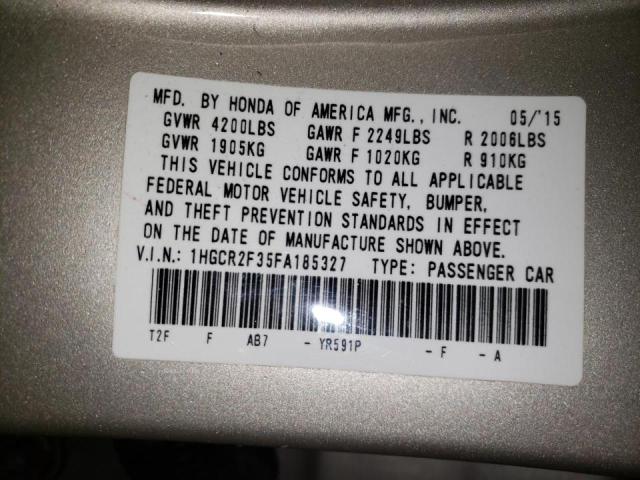 MFD. BY HONDA OF AMERICA MFG., INC. 05/'15
GVWR 4200LBS GAWR F 2249LBS R 2006LBS
GVWR 1905KG GAWR F 1020KG R 910KG
THIS VEHICLE CONFORMS TO ALL APPLICABLE
FEDERAL MOTOR VEHICLE SAFETY, BUMPER,
AND THEFT PREVENTION STANDARDS IN EFFECT
ON THE DATE OF MANUFACTURE SHOWN ABOVE.
V.I.N.: 1HGCR2F35FA185327 TYPE: PASSENGER CAR
T2F F AB7 - YR591P - F - A